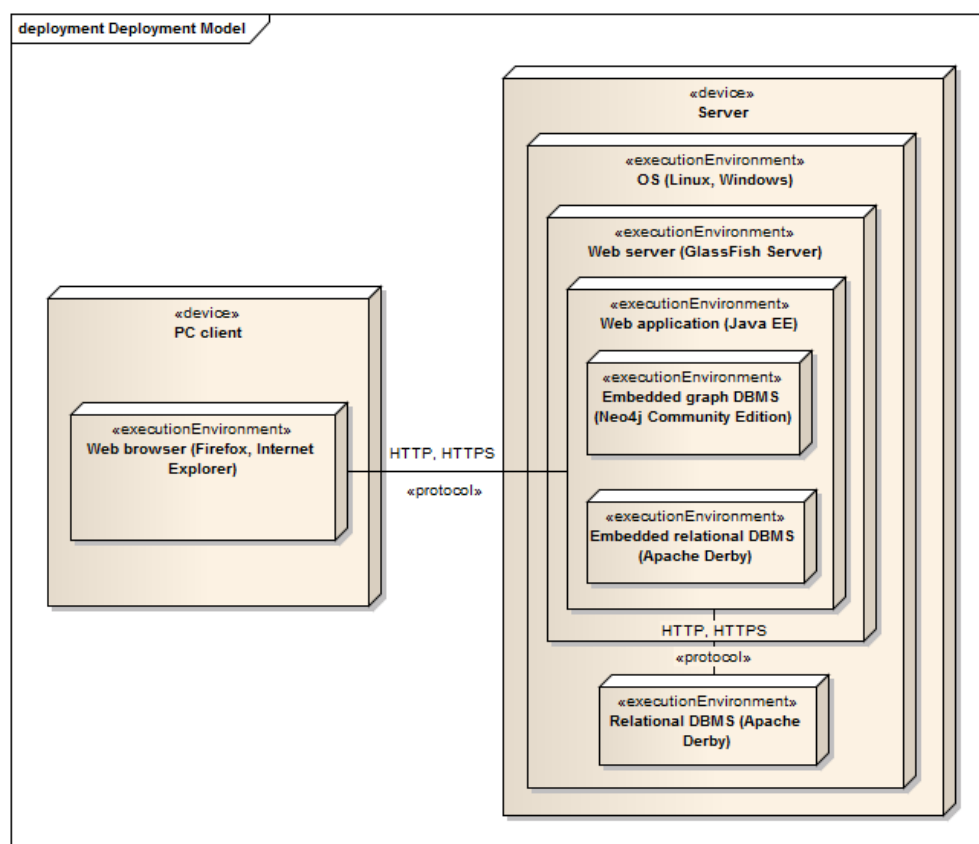 deployment Deployment Model
«device»
Server
«executionEnvironment»
OS (Linux, Windows)
«executionEnvironment»
Web server (GlassFish Server)
«executionEnvironment»
Web application (Java EE)
«executionEnvironment»
Embedded graph DBMS
(Neo4j Community Edition)
«device»
PC client
«executionEnvironment»
Web browser (Firefox, Internet
Explorer)
HTTP, HTTPS
«protocol»
«executionEnvironment»
Embedded relational DBMS
(Apache Derby)
HTTP, HTTPS
«protocol»
«executionEnvironment»
Relational DBMS (Apache
Derby)